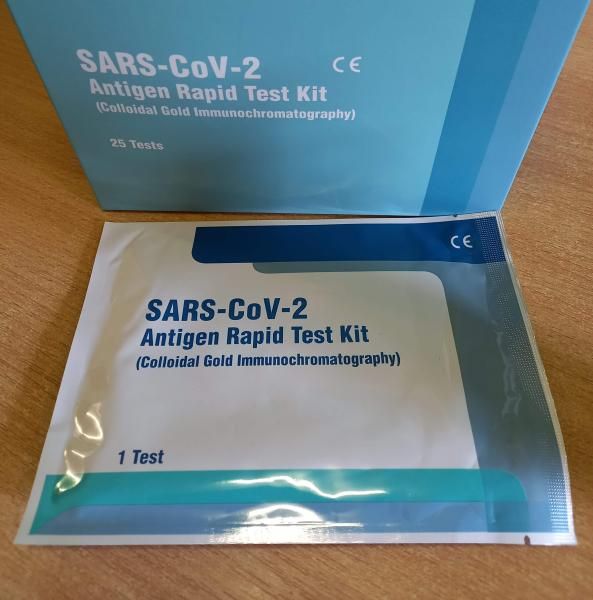 SARS-CoV-2 CE
Antigen Rapid Test Kit
(Colloidal Gold Immunochromatography)
25 Tests
CE
SARS-CoV-2
Antigen Rapid Test Kit
(Colloidal Gold Immunochromatography)
1 Test